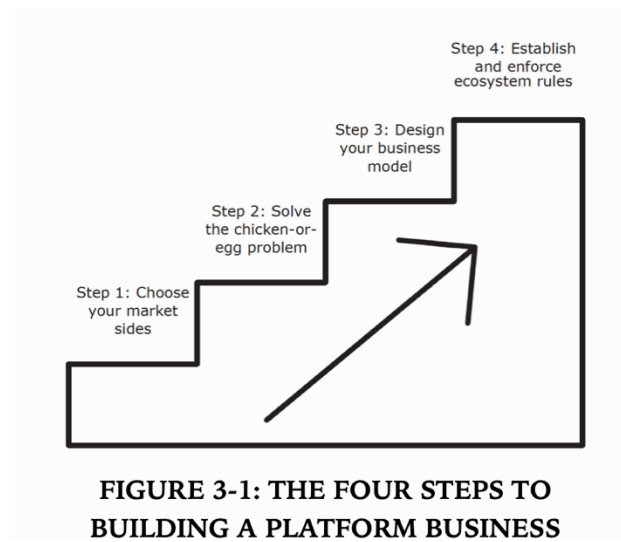 Step 4: Establish
and enforce
ecosystem rules
Step 3: Design
your business
model
Step 2: Solve
the chicken-or-
egg problem
Step 1: Choose
your market
sides
FIGURE 3-1: THE FOUR STEPS TO
BUILDING A PLATFORM BUSINESS